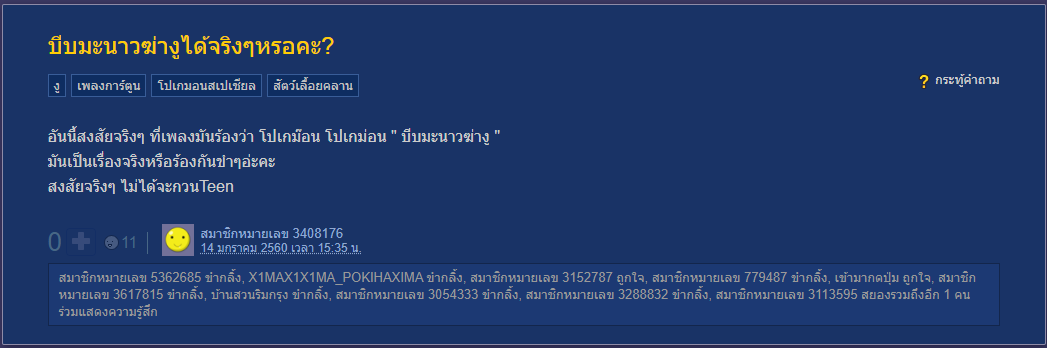 บีบมะนาวฆ่างูได้จริงๆหรอคะ?
งู เพลงการ์ตูน โปเกมอนสเปเชียล สัตว์เลื้อยคลาน
? กระทู้คำถาม
อันนี้สงสัยจริงๆ ที่เพลงมันร้องว่า โปเกม๊อน โปเกม่อน " บีบมะนาวฆ่างู "
มันเป็นเรื่องจริงหรือร้องกันขำๆอ่ะคะ
สงสัยจริงๆ ไม่ได้จะกวนTeen
0 11
สมาชิกหมายเลข 3408176
14 มกราคม 2560 เวลา 15:35 น.
สมาชิกหมายเลข 5362685 ขำกลิ้ง, X1MAX1X1MA_POKIHAXIMA ขำกลิ้ง, สมาชิกหมายเลข 3152787 ถูกใจ, สมาชิกหมายเลข 779487 ขำกลิ้ง, เข้ามากดปุ่ม ถูกใจ, สมาชิก
หมายเลข 3617815 ขำกลิ้ง, บ้านสวนริมกรุง ขำกลิ้ง, สมาชิกหมายเลข 3054333 ขำกลิ้ง, สมาชิกหมายเลข 3288832 ขำกลิ้ง, สมาชิกหมายเลข 3113595 สยองรวมถึงอีก 1 คน
ร่วมแสดงความรู้สึก